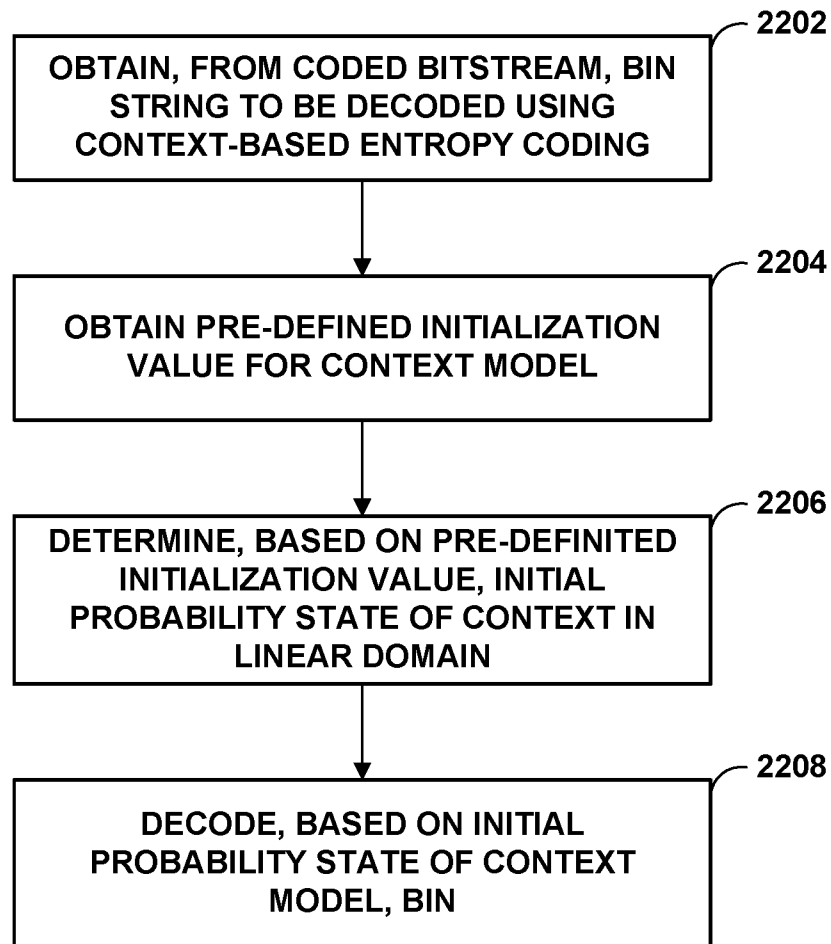 2202
OBTAIN, FROM CODED BITSTREAM, BIN
STRING TO BE DECODED USING
CONTEXT-BASED ENTROPY CODING
2204
OBTAIN PRE-DEFINED INITIALIZATION
VALUE FOR CONTEXT MODEL
2206
DETERMINE, BASED ON PRE-DEFINITED
INITIALIZATION VALUE, INITIAL
PROBABILITY STATE OF CONTEXT IN
LINEAR DOMAIN
2208
DECODE, BASED ON INITIAL
PROBABILITY STATE OF CONTEXT
MODEL, BIN